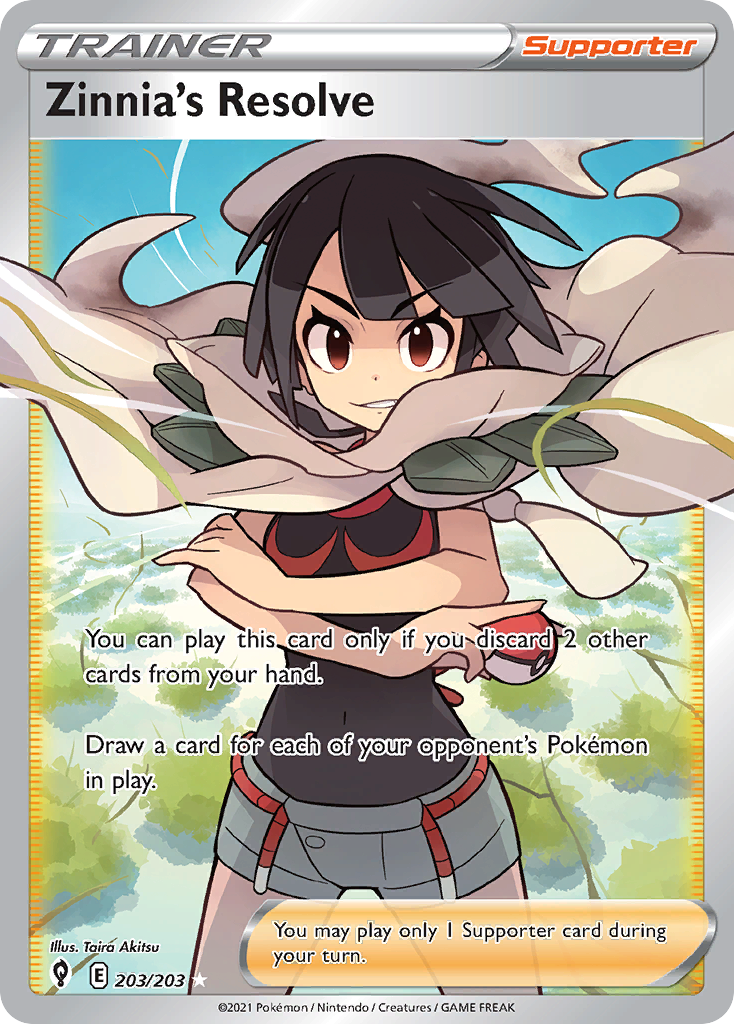 TRAINER Supporter
Zinnia's Resolve
You can play this card only if you discard 2 other
cards from your hand.
Draw a card for each of your opponent's Pokémon
in play.
You may play only 1 Supporter card during
your turn.
Illus. Taira Akitsu
E 203/203
©2021 Pokémon / Nintendo / Creatures / GAME FREAK